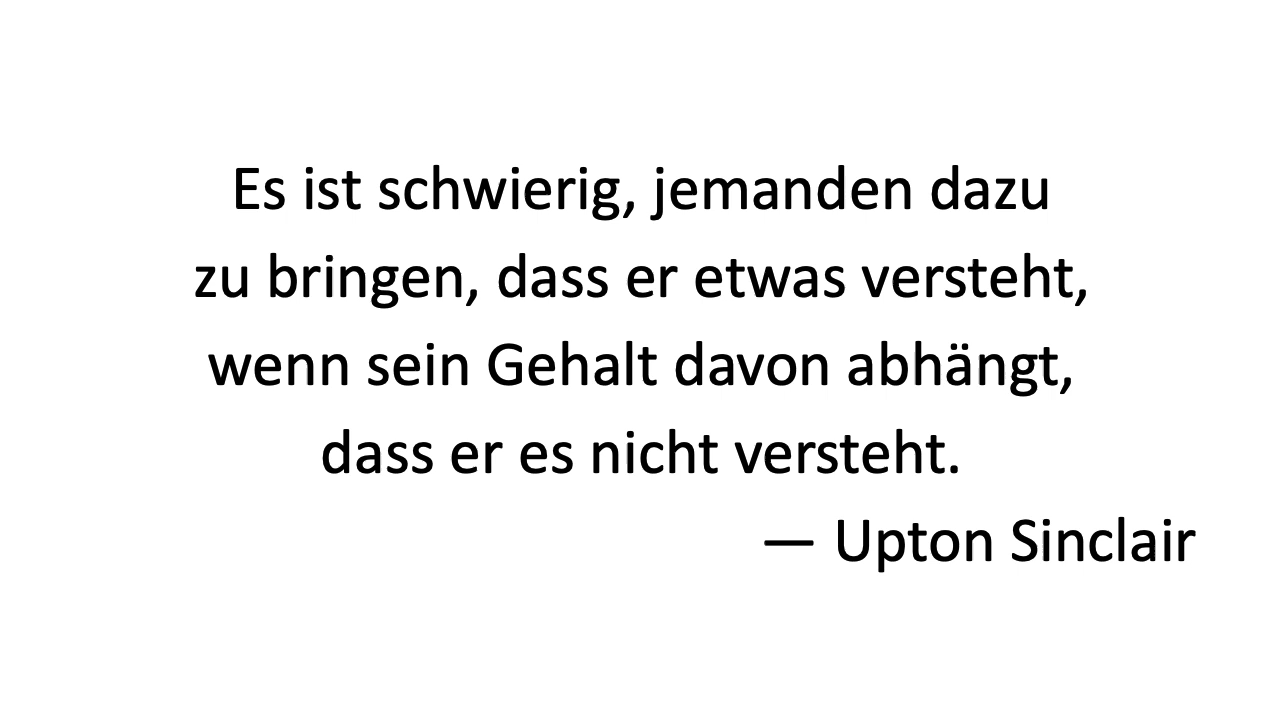 Es ist schwierig, jemanden dazu
zu bringen, dass er etwas versteht,
wenn sein Gehalt davon abhängt,
dass er es nicht versteht.
— Upton Sinclair